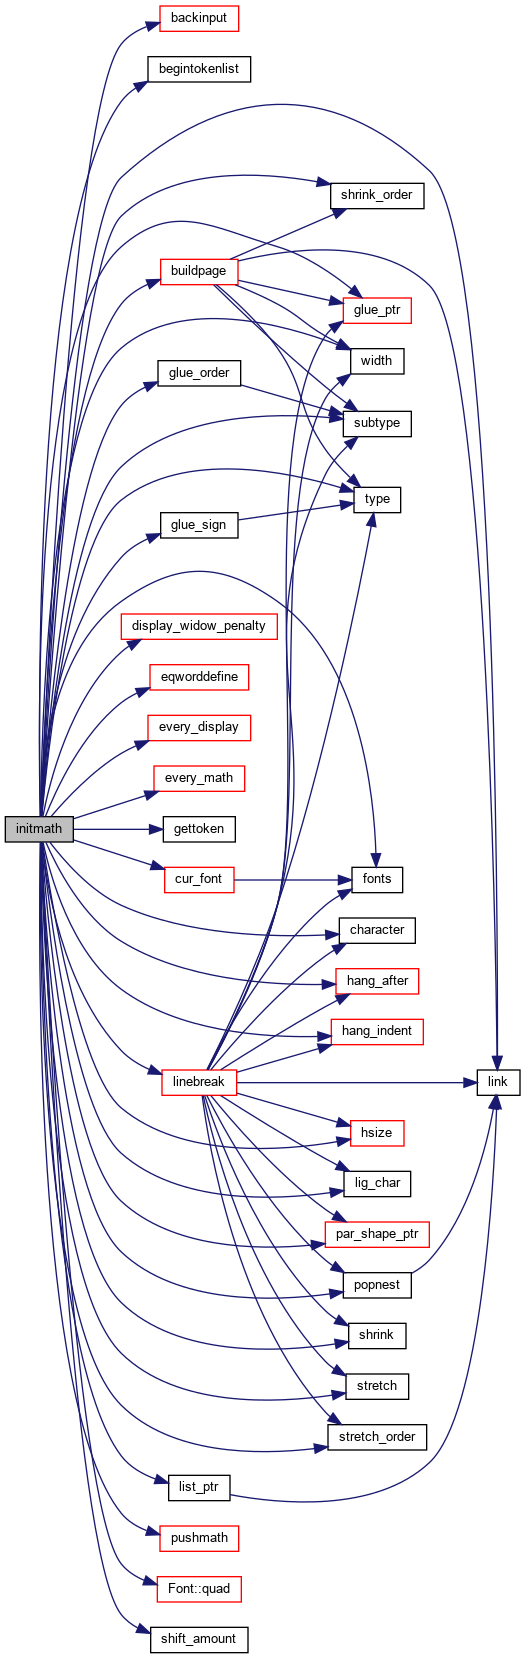 backinput
begintokenlist
shrink_order
buildpage
glue_ptr
width
glue_order
subtype
type
glue_sign
display_widow_penalty
eqworddefine
every_display
every_math
initmath
gettoken
cur_font
fonts
character
hang_after
hang_indent
linebreak
link
hsize
lig_char
par_shape_ptr
popnest
shrink
stretch
stretch_order
list_ptr
pushmath
Font::quad
shift_amount